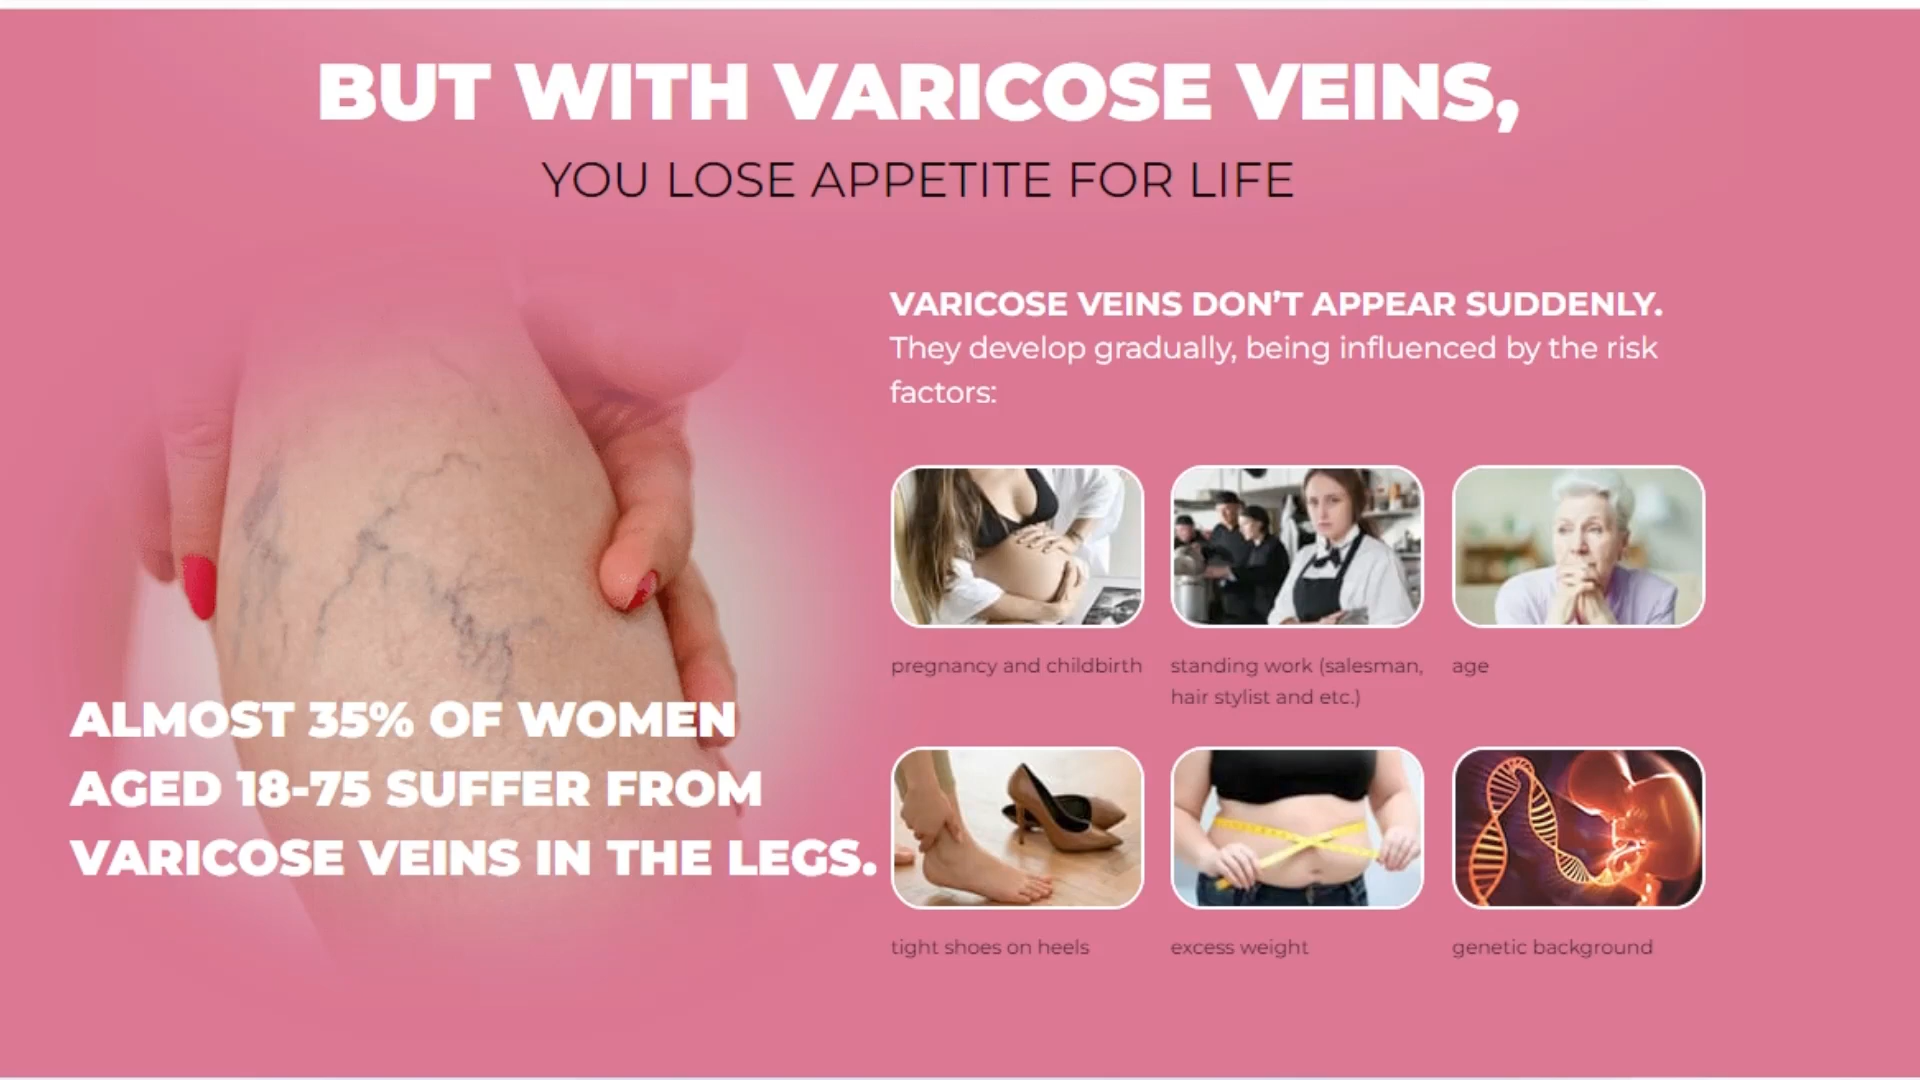 BUT WITH VARICOSE VEINS,
YOU LOSE APPETITE FOR LIFE
VARICOSE VEINS DON'T APPEAR SUDDENLY.
They develop gradually, being influenced by the risk
factors:
pregnancy and childbirth
standing work (salesman,
hair stylist and etc.)
age
ALMOST 35% OF WOMEN
AGED 18-75 SUFFER FROM
VARICOSE VEINS IN THE LEGS.
tight shoes on heels
excess weight
genetic background